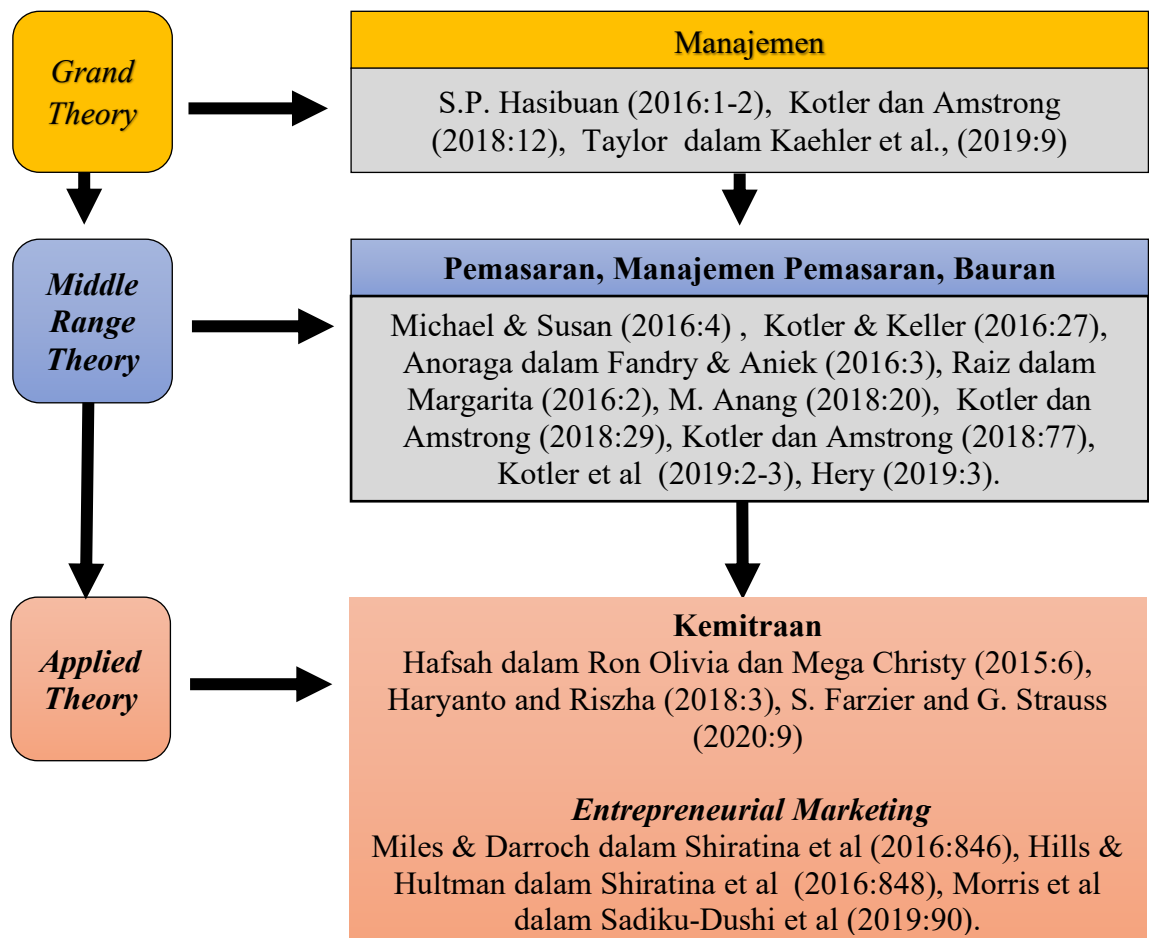 Grand
Theory
Manajemen
S.P. Hasibuan (2016:1-2), Kotler dan Amstrong
(2018:12), Taylor dalam Kaehler et al., (2019:9)
Middle
Range
Theory
Pemasaran, Manajemen Pemasaran, Bauran
Michael & Susan (2016:4) , Kotler & Keller (2016:27),
Anoraga dalam Fandry & Aniek (2016:3), Raiz dalam
Margarita (2016:2), M. Anang (2018:20), Kotler dan
Amstrong (2018:29), Kotler dan Amstrong (2018:77),
Kotler et al (2019:2-3), Hery (2019:3).
Applied
Theory
Kemitraan
Hafsah dalam Ron Olivia dan Mega Christy (2015:6),
Haryanto and Riszha (2018:3), S. Farzier and G. Strauss
(2020:9)
Entrepreneurial Marketing
Miles & Darroch dalam Shiratina et al (2016:846), Hills &
Hultman dalam Shiratina et al (2016:848), Morris et al
dalam Sadiku-Dushi et al (2019:90).